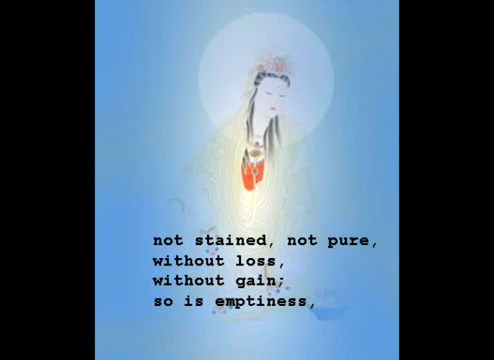 not stained, not pure,
without loss,
without gain;
so is emptiness,